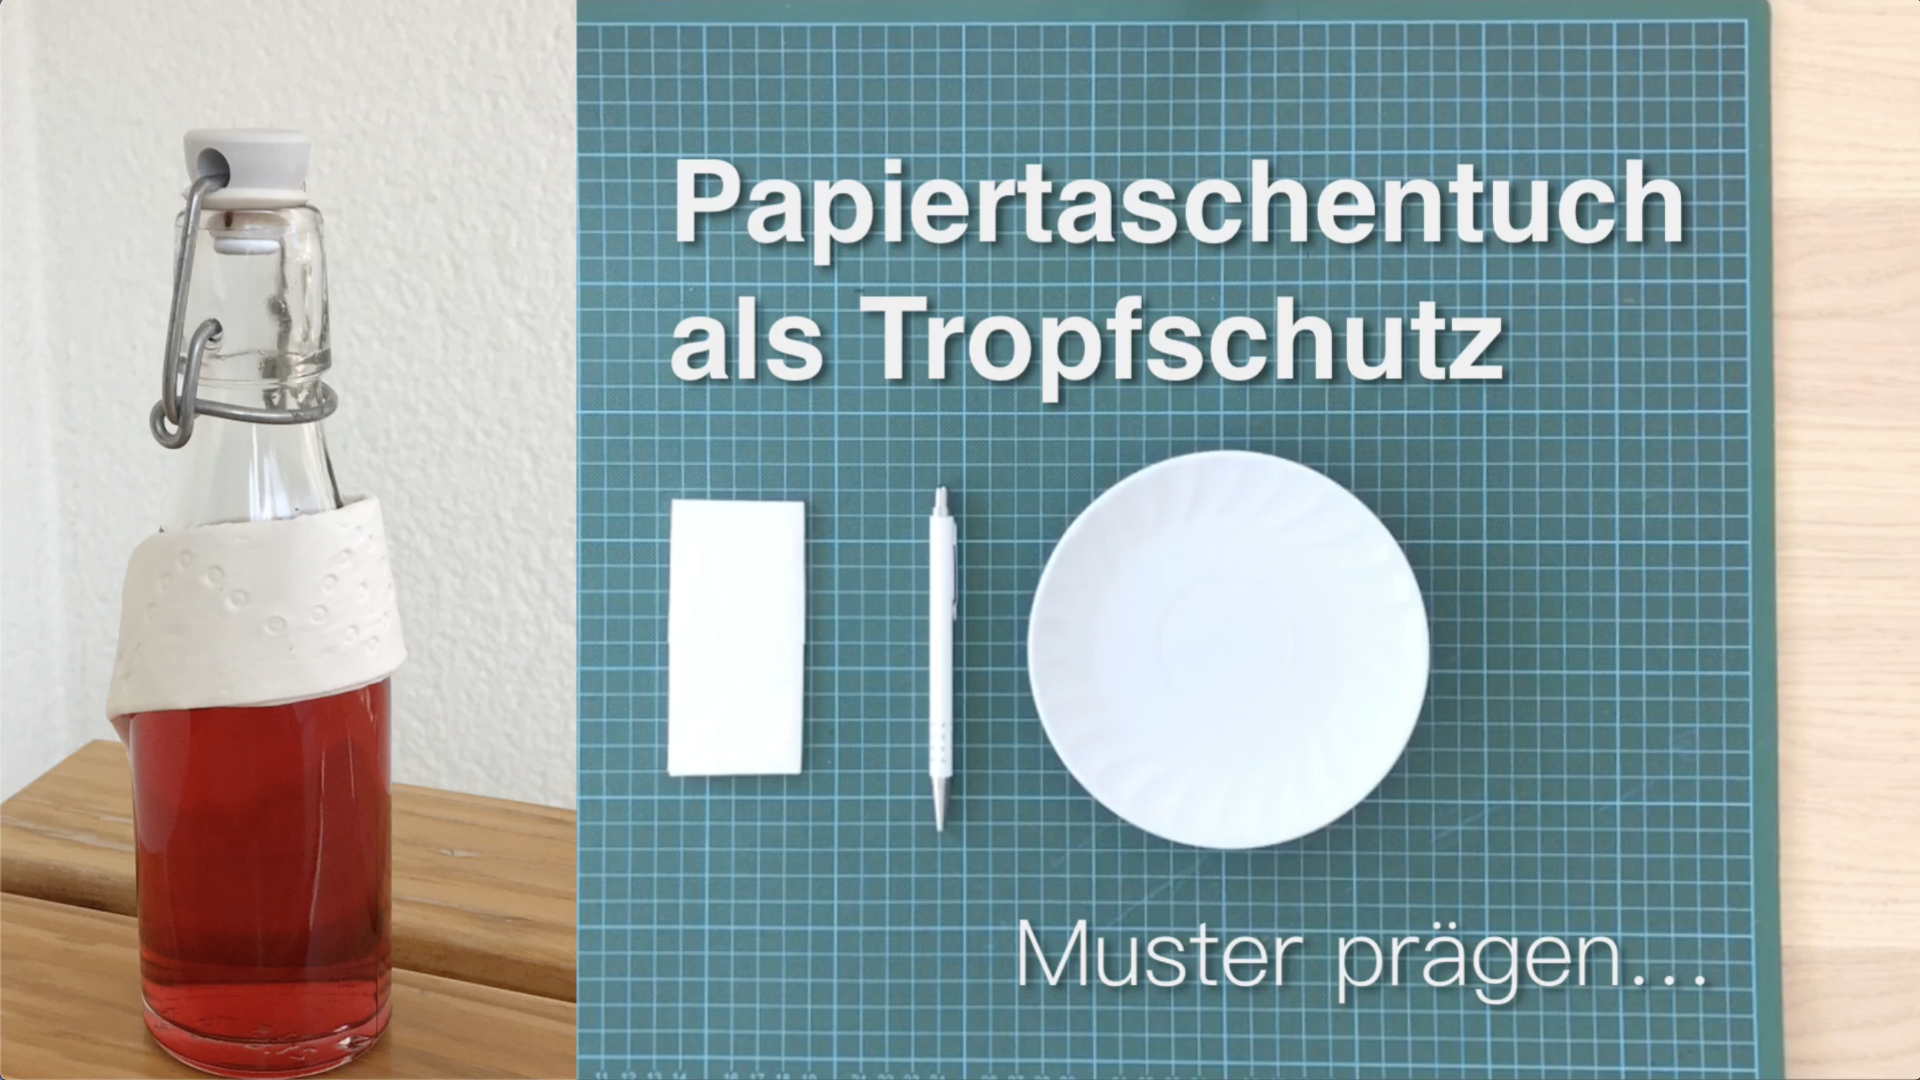 Papiertaschentuch
als Tropfschutz
Muster prägen...